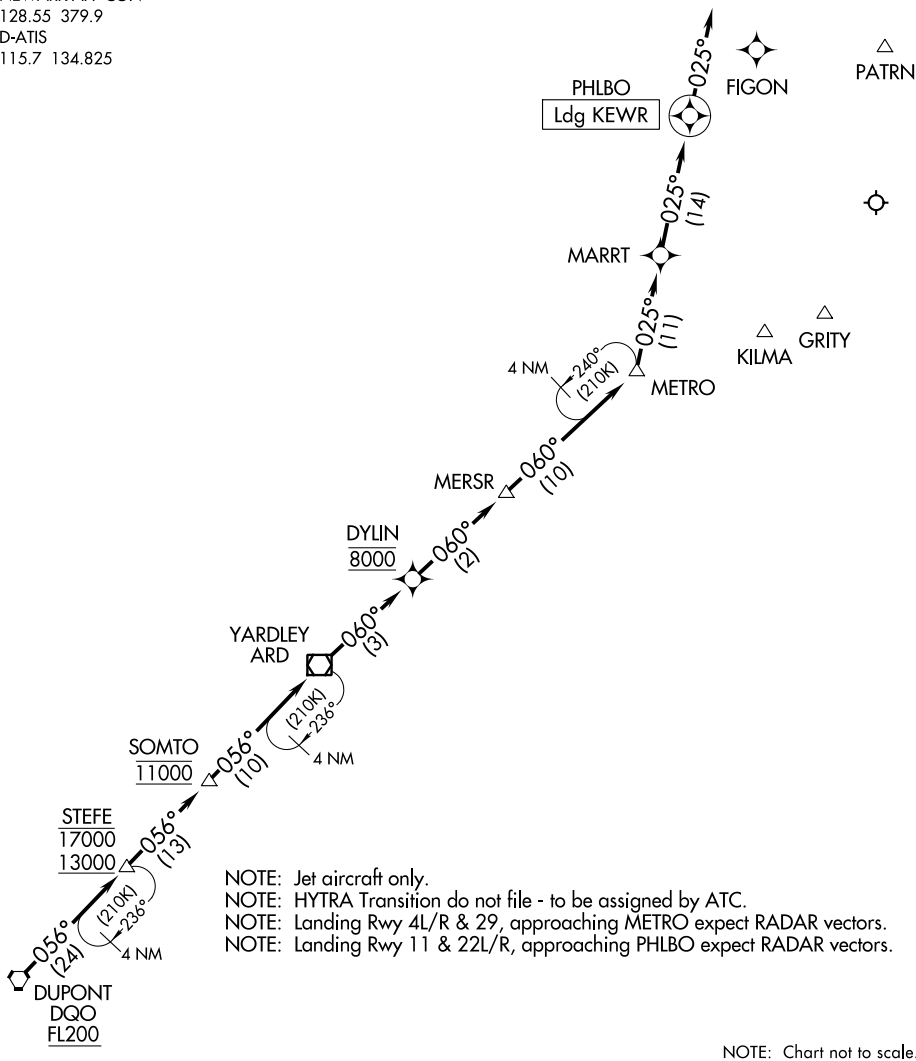 128.55 379.9
D-ATIS
115.7 134.825
025°
FIGON
PATRN
PHLBO
Ldg KEWR
025°
(14)
MARRT
025°
(11)
KILMA
GRITY
4 NM
240°
(210K)
METRO
060°
(10)
MERSR
DYLIN
8000
060°
(2)
YARDLEY
ARD
060°
(3)
(210K)
236°
4 NM
SOMTO
11000
056°
(10)
STEFE
17000
13000
056°
(13)
(210K)
236°
4 NM
056°
(24)
DUPONT
DQO
FL200
NOTE: Jet aircraft only.
NOTE: HYTRA Transition do not file - to be assigned by ATC.
NOTE: Landing Rwy 4L/R & 29, approaching METRO expect RADAR vectors.
NOTE: Landing Rwy 11 & 22L/R, approaching PHLBO expect RADAR vectors.
NOTE: Chart not to scale.